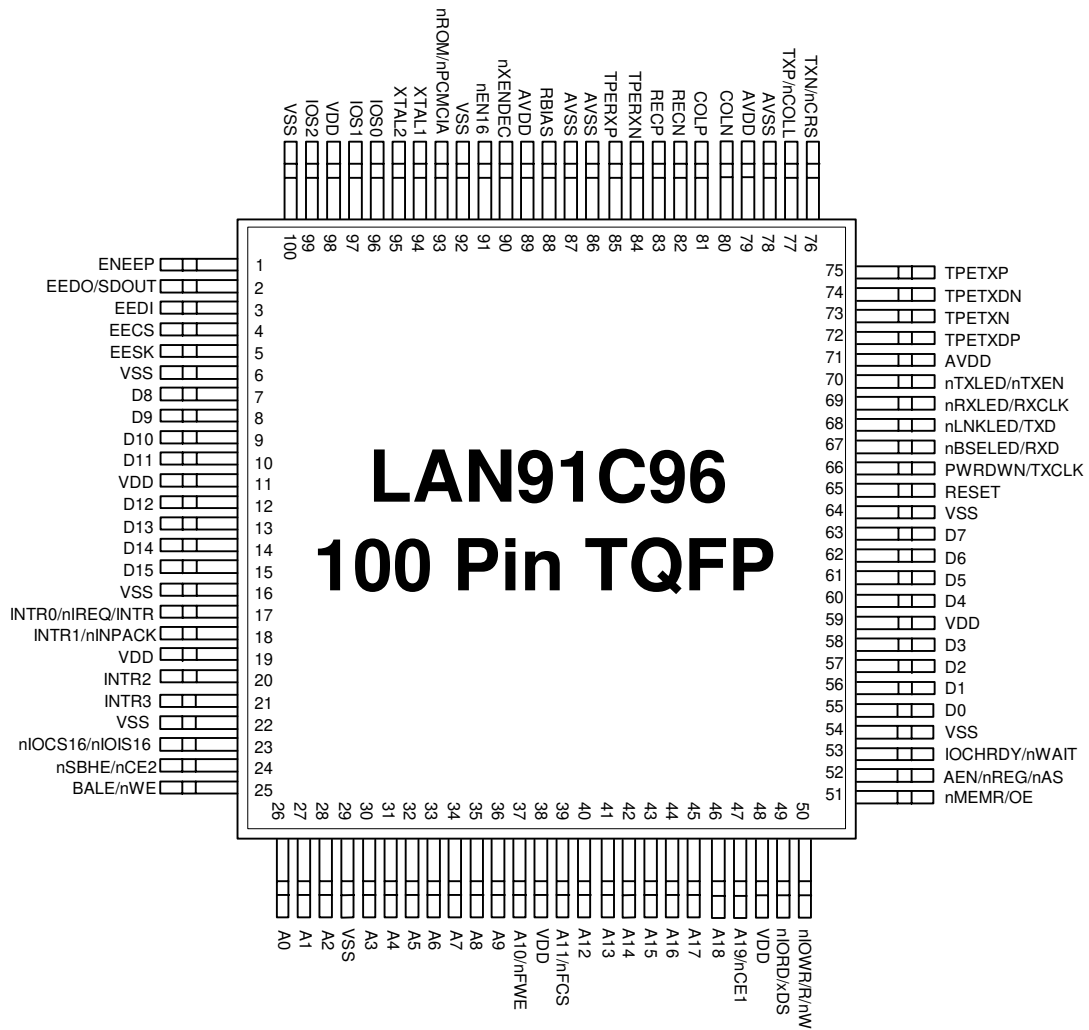 VSS
IOS2
VDD
IOS1
IOS0
XTAL2
XTAL1
nROM/nPCMCIA
VSS
nEN16
nXENDEC
AVDD
RBIAS
AVSS
AVSS
TPERXP
TPERXN
RECP
RECN
COLP
COLN
AVDD
AVSS
TXP/nCOLL
TXN/nCRS
100
99
98
97
96
95
94
93
92
91
90
89
88
87
86
85
84
83
82
81
80
79
78
77
76
ENEEP 1
EEDO/SDOUT 2
EEDI 3
EECS 4
EESK 5
VSS 6
D8 7
D9 8
D10 9
D11 10
VDD 11
D12 12
D13 13
D14 14
D15 15
VSS 16
INTR0/nIREQ/INTR 17
INTR1/nINPACK 18
VDD 19
INTR2 20
INTR3 21
VSS 22
nIOCS16/nIOIS16 23
nSBHE/nCE2 24
BALE/nWE 25
LAN91C96
100 Pin TQFP
75 TPETXP
74 TPETXDN
73 TPETXN
72 TPETXDP
71 AVDD
70 nTXLED/nTXEN
69 nRXLED/RXCLK
68 nLNKLED/TXD
67 nBSELED/RXD
66 PWRDWN/TXCLK
65 RESET
64 VSS
63 D7
62 D6
61 D5
60 D4
59 VDD
58 D3
57 D2
56 D1
55 D0
54 VSS
53 IOCHRDY/nWAIT
52 AEN/nREG/nAS
51 nMEMR/OE
26
27
28
29
30
31
32
33
34
35
36
37
38
39
40
41
42
43
44
45
46
47
48
49
50
A0
A1
A2
VSS
A3
A4
A5
A6
A7
A8
A9
A10/nFWE
VDD
A11/nFCS
A12
A13
A14
A15
A16
A17
A18
A19/nCE1
VDD
nIORD/xDS
nIOWR/R/nW